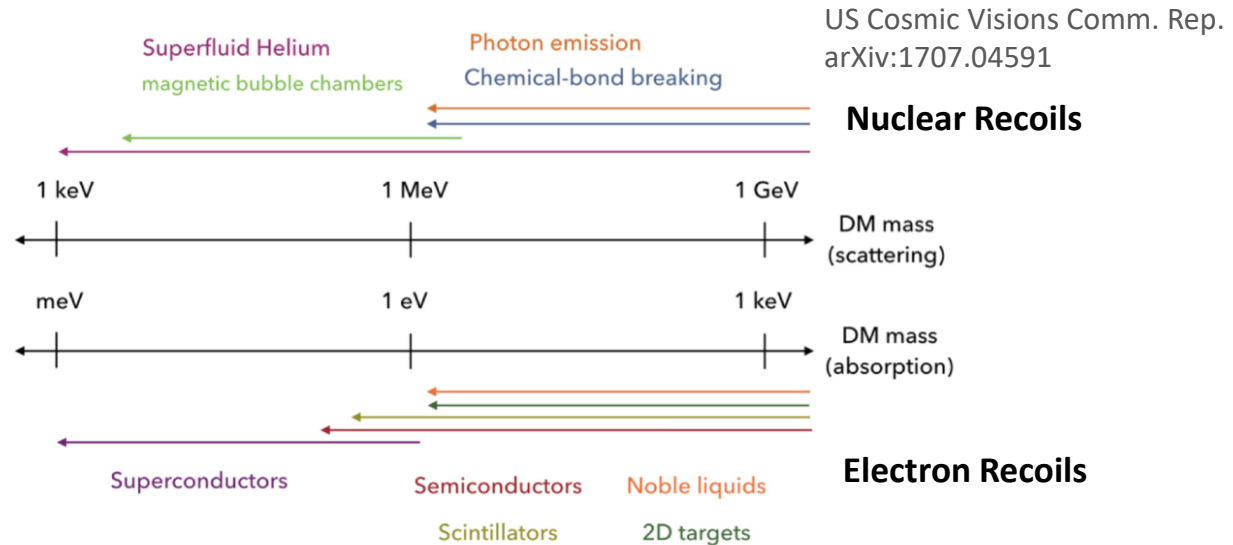 US Cosmic Visions Comm. Rep.
arXiv:1707.04591
Superfluid Helium
magnetic bubble chambers
Photon emission
Chemical-bond breaking
Nuclear Recoils
1 keV
1 MeV
1 GeV
DM mass
(scattering)
meV
1 eV
1 keV
DM mass
(absorption)
Superconductors
Semiconductors
Noble liquids
Scintillators
2D targets
Electron Recoils